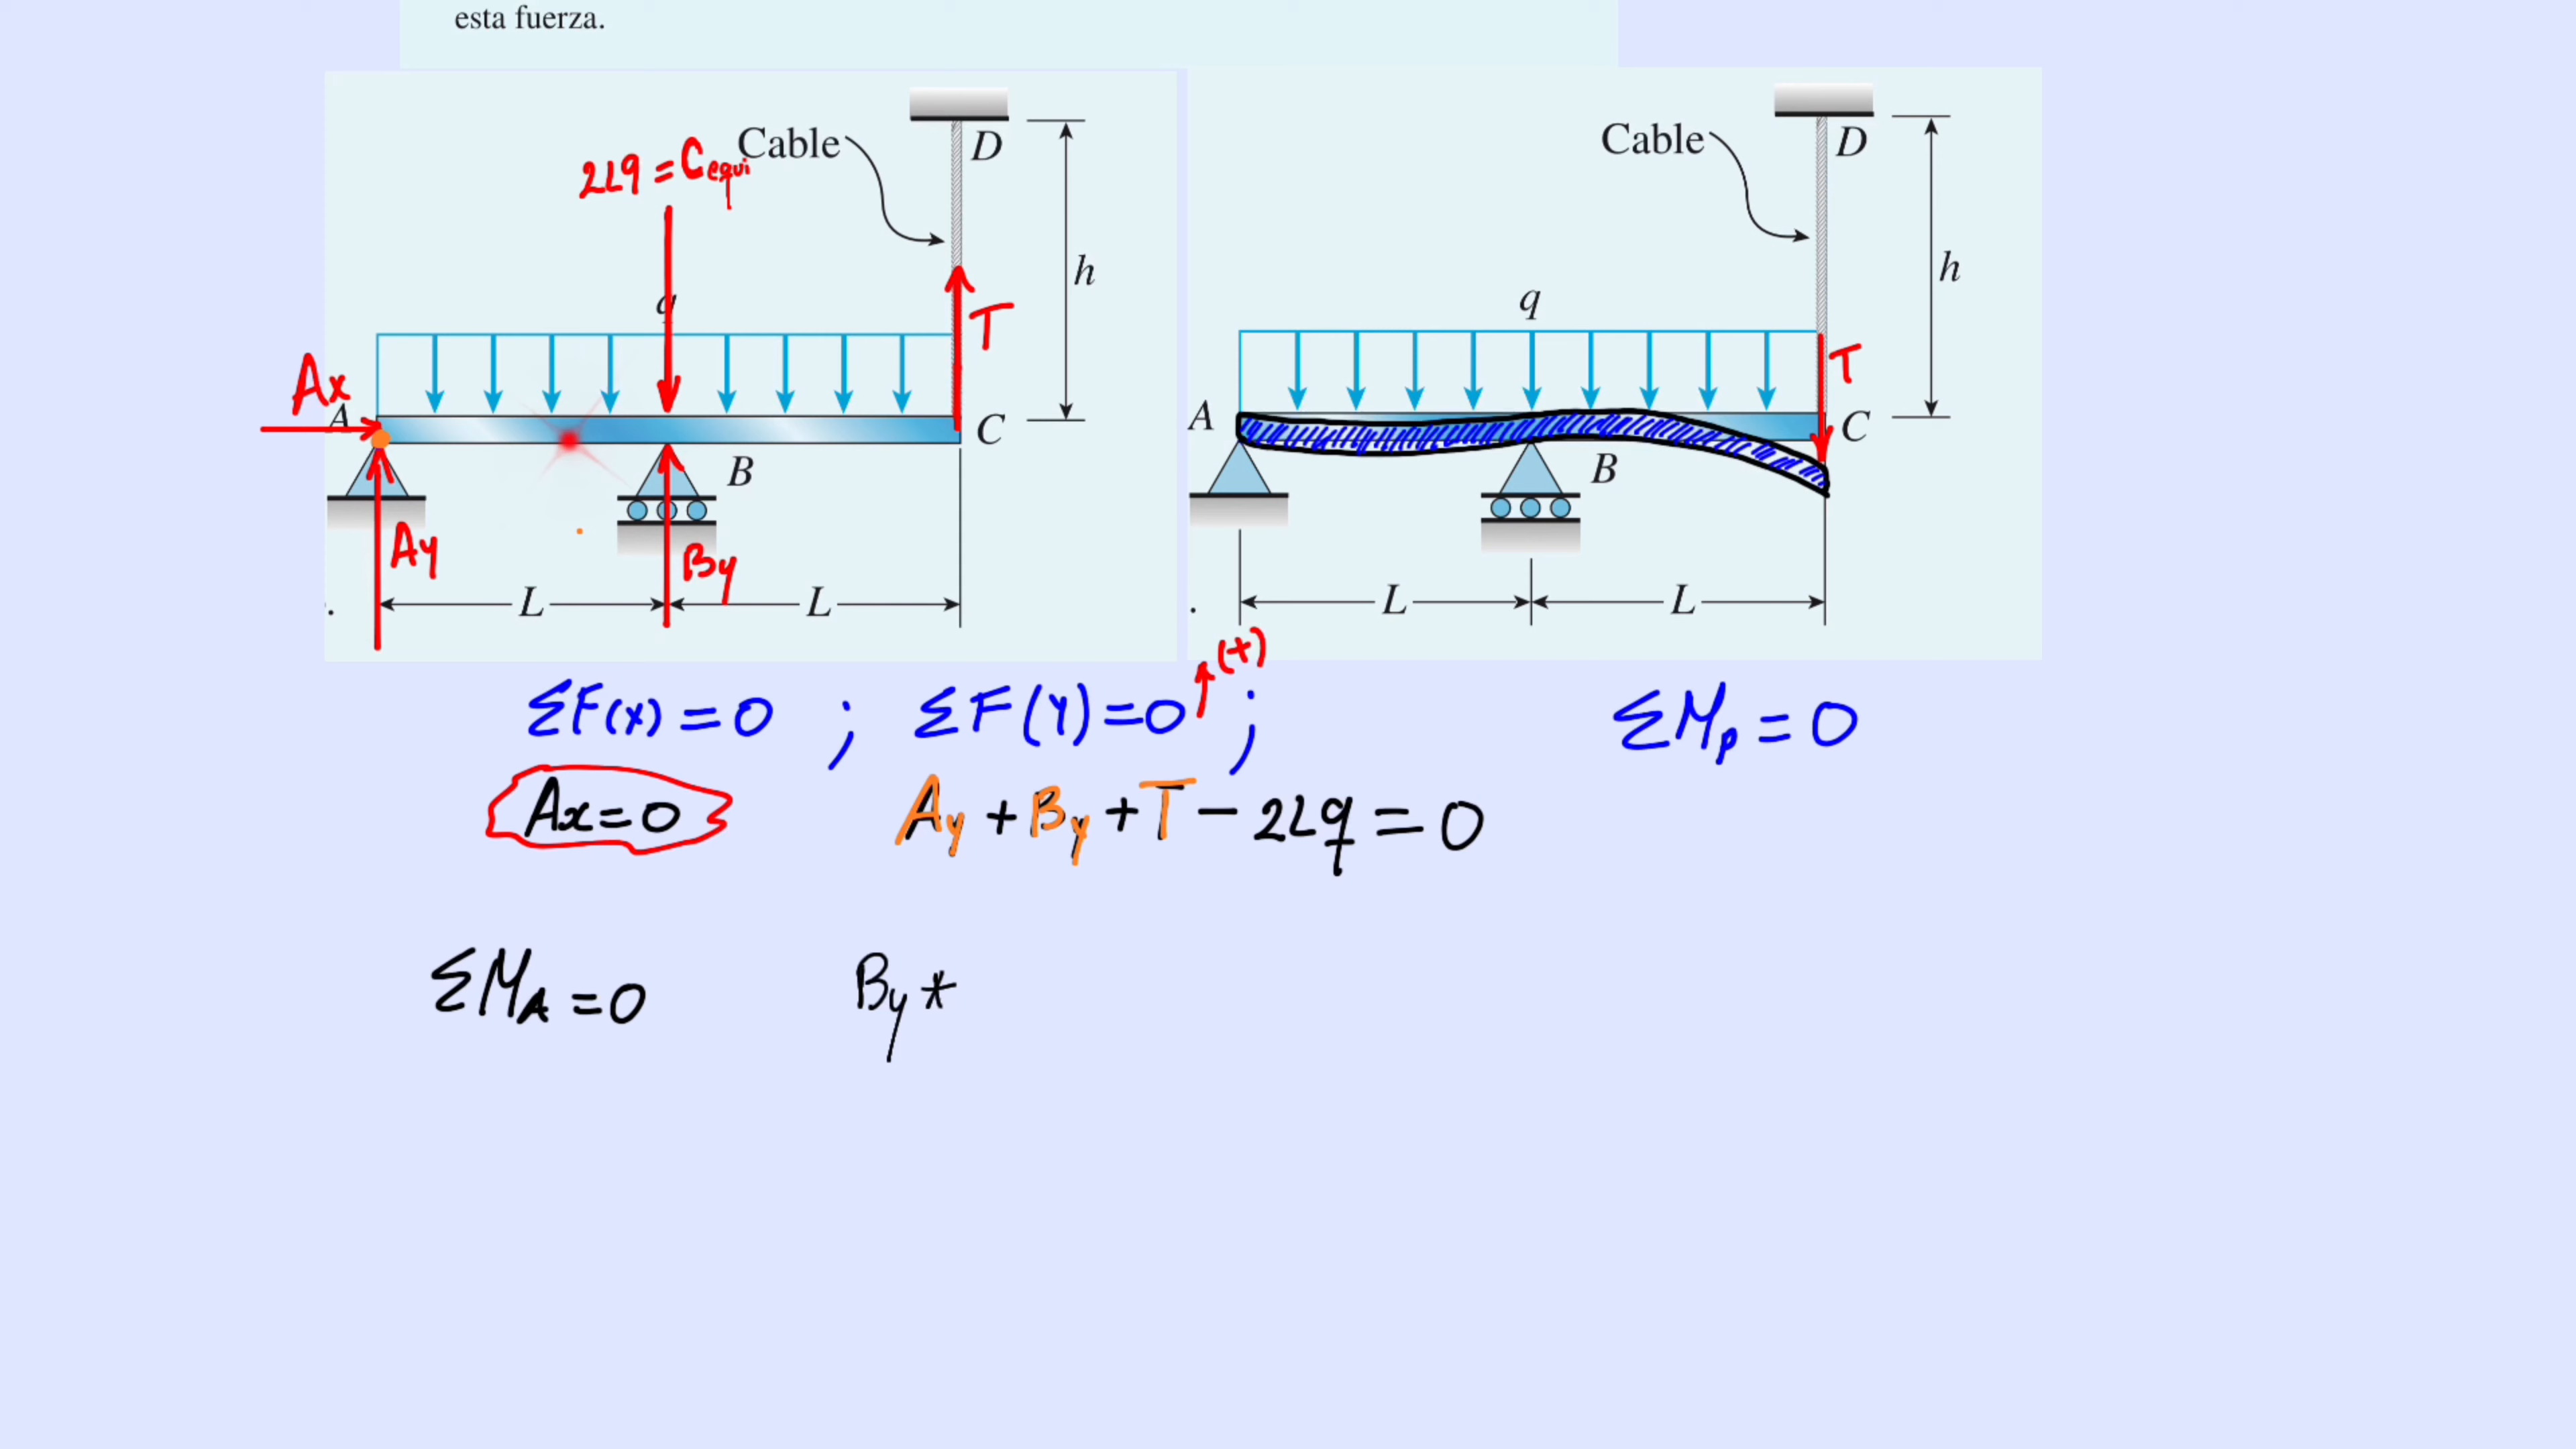 esta fuerza.
2Lq = Cequi
Cable
D
h
q
T
Ax
A
C
B
Ay
By
L
L
.
Cable
D
h
q
T
A
C
B
L
L
.
ΣF(x) = 0 ; ΣF(Y) = 0 (+) ; ΣMp = 0
Ax = 0 Ay + By + T - 2Lq = 0
ΣMA = 0 By *